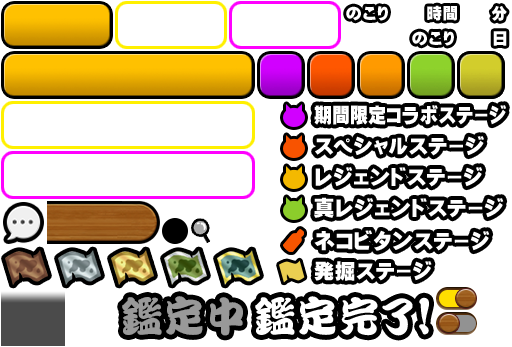 のこり 時間 分
のこり 日
期間限定コラボステージ
スペシャルステージ
レジェンドステージ
真レジェンドステージ
ネコビタンステージ
発掘ステージ
鑑定中 鑑定完了!